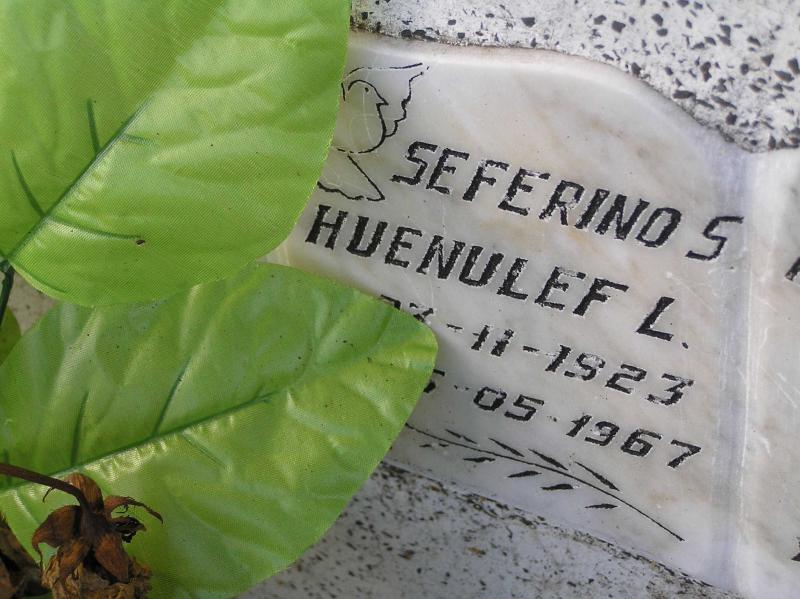 SEFERINO S
HUENULEF L.
-11-1923
05-1967